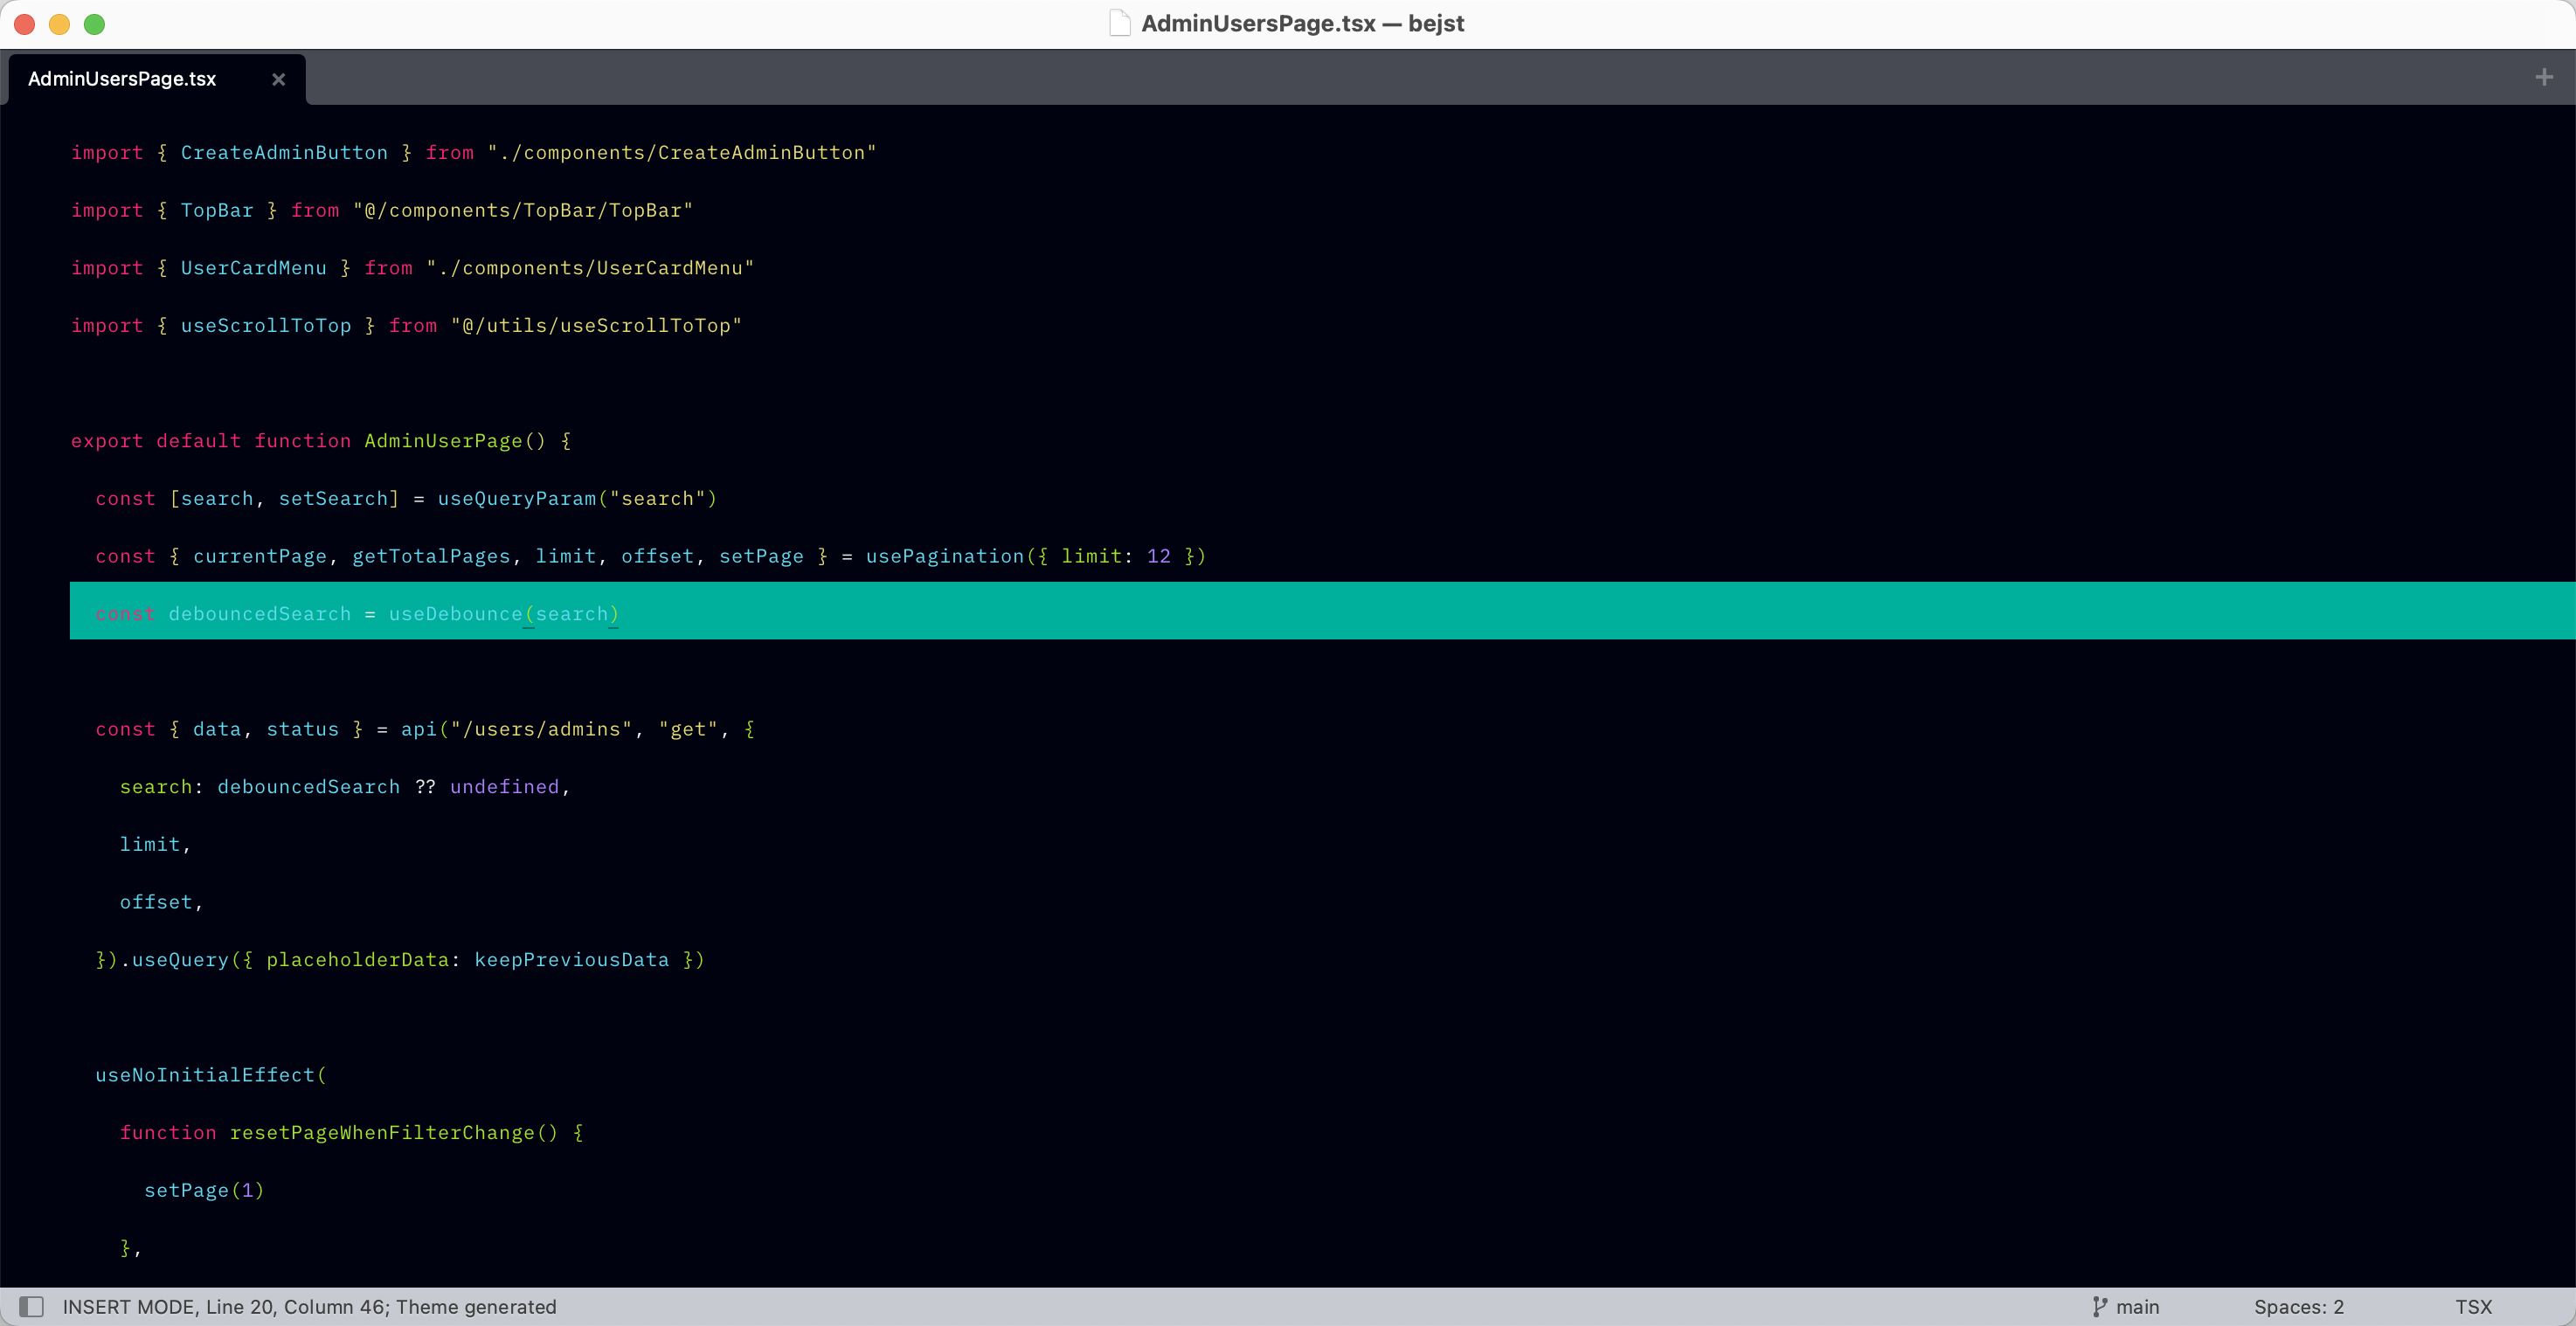 AdminUsersPage.tsx — bejst
AdminUsersPage.tsx
import { CreateAdminButton } from "./components/CreateAdminButton"
import { TopBar } from "@/components/TopBar/TopBar"
import { UserCardMenu } from "./components/UserCardMenu"
import { useScrollToTop } from "@/utils/useScrollToTop"
export default function AdminUserPage() {
  const [search, setSearch] = useQueryParam("search")
  const { currentPage, getTotalPages, limit, offset, setPage } = usePagination({ limit: 12 })
  const debouncedSearch = useDebounce(search)
  const { data, status } = api("/users/admins", "get", {
    search: debouncedSearch ?? undefined,
    limit,
    offset,
  }).useQuery({ placeholderData: keepPreviousData })
  useNoInitialEffect(
    function resetPageWhenFilterChange() {
      setPage(1)
    },
INSERT MODE, Line 20, Column 46; Theme generated main Spaces: 2 TSX